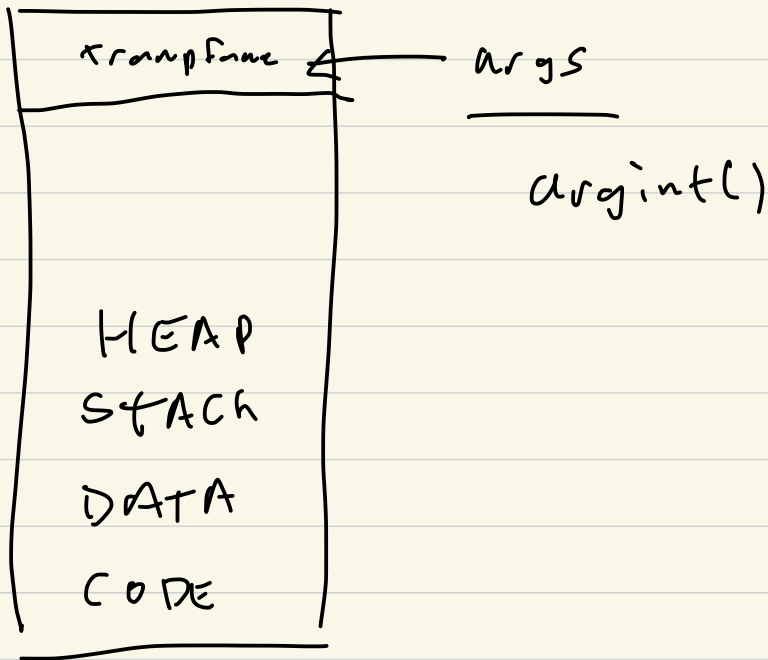 trampframe
args
argint()
HEAP
STACK
DATA
CODE